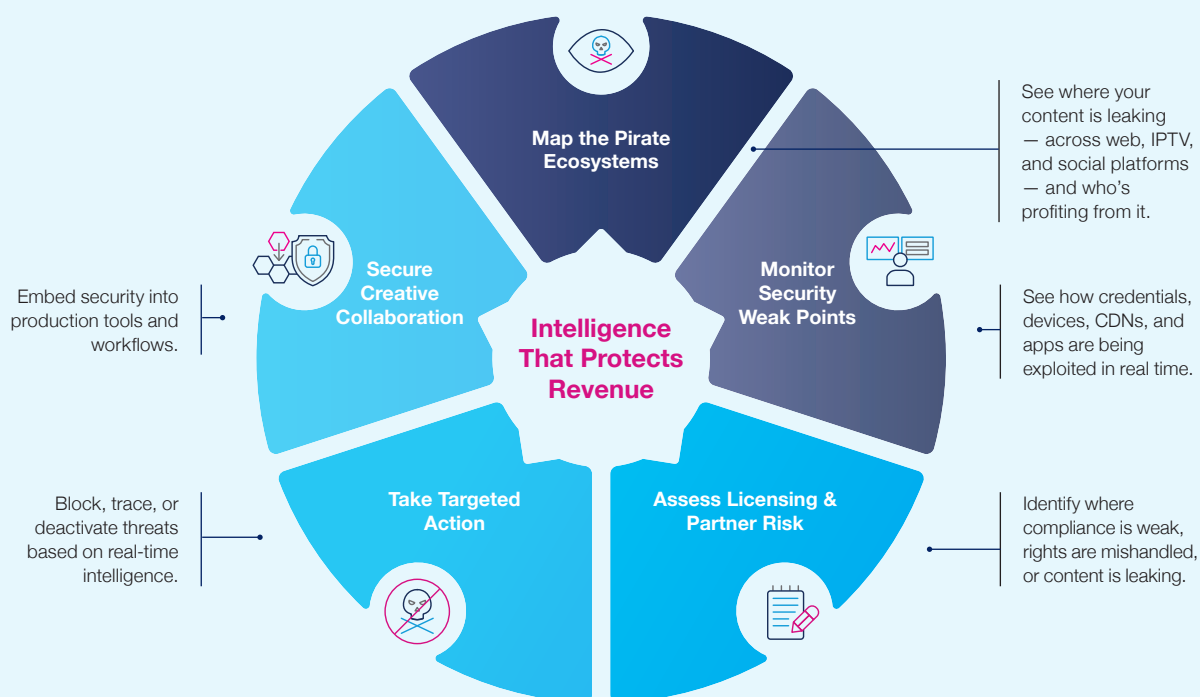 Map the Pirate
Ecosystems
See where your
content is leaking
— across web, IPTV,
and social platforms
— and who's
profiting from it.
Monitor
Security
Weak Points
See how credentials,
devices, CDNs, and
apps are being
exploited in real time.
Assess Licensing &
Partner Risk
Identify where
compliance is weak,
rights are mishandled,
or content is leaking.
Take Targeted
Action
Block, trace, or
deactivate threats
based on real-time
intelligence.
Secure
Creative
Collaboration
Embed security into
production tools and
workflows.
Intelligence
That Protects
Revenue